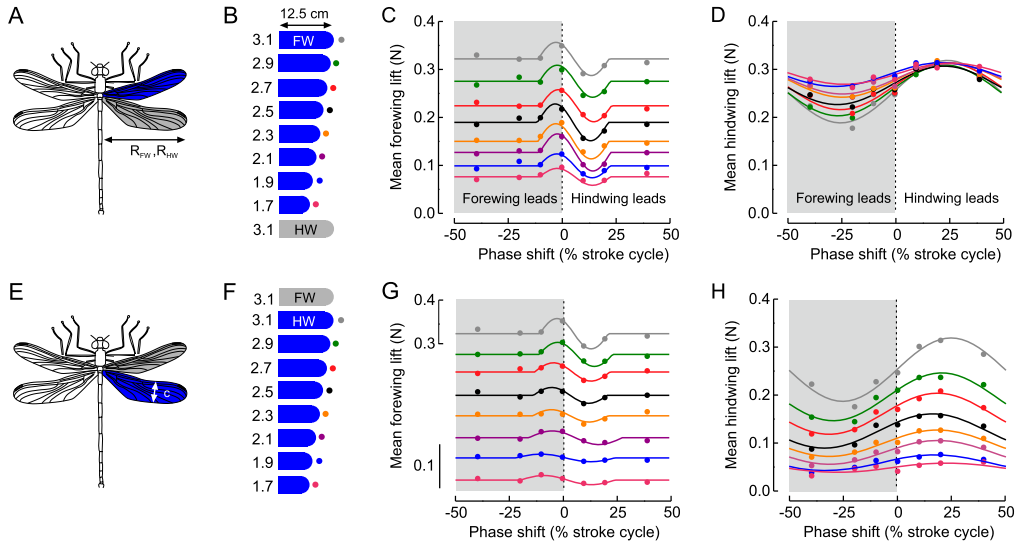 A
R_FW, R_HW
B
12.5 cm
3.1 FW
2.9
2.7
2.5
2.3
2.1
1.9
1.7
3.1 HW
C
Mean forewing lift (N)
0.4
0.3
0.2
0.1
0.0
Forewing leads
Hindwing leads
-50 -25 0 25 50
Phase shift (% stroke cycle)
D
Mean hindwing lift (N)
0.4
0.3
0.2
0.1
0.0
Forewing leads
Hindwing leads
-50 -25 0 25 50
Phase shift (% stroke cycle)
E
c
F
3.1 FW
3.1 HW
2.9
2.7
2.5
2.3
2.1
1.9
1.7
G
Mean forewing lift (N)
0.4
0.3
0.1
-50 -25 0 25 50
Phase shift (% stroke cycle)
H
Mean hindwing lift (N)
0.4
0.3
0.2
0.1
0.0
-50 -25 0 25 50
Phase shift (% stroke cycle)